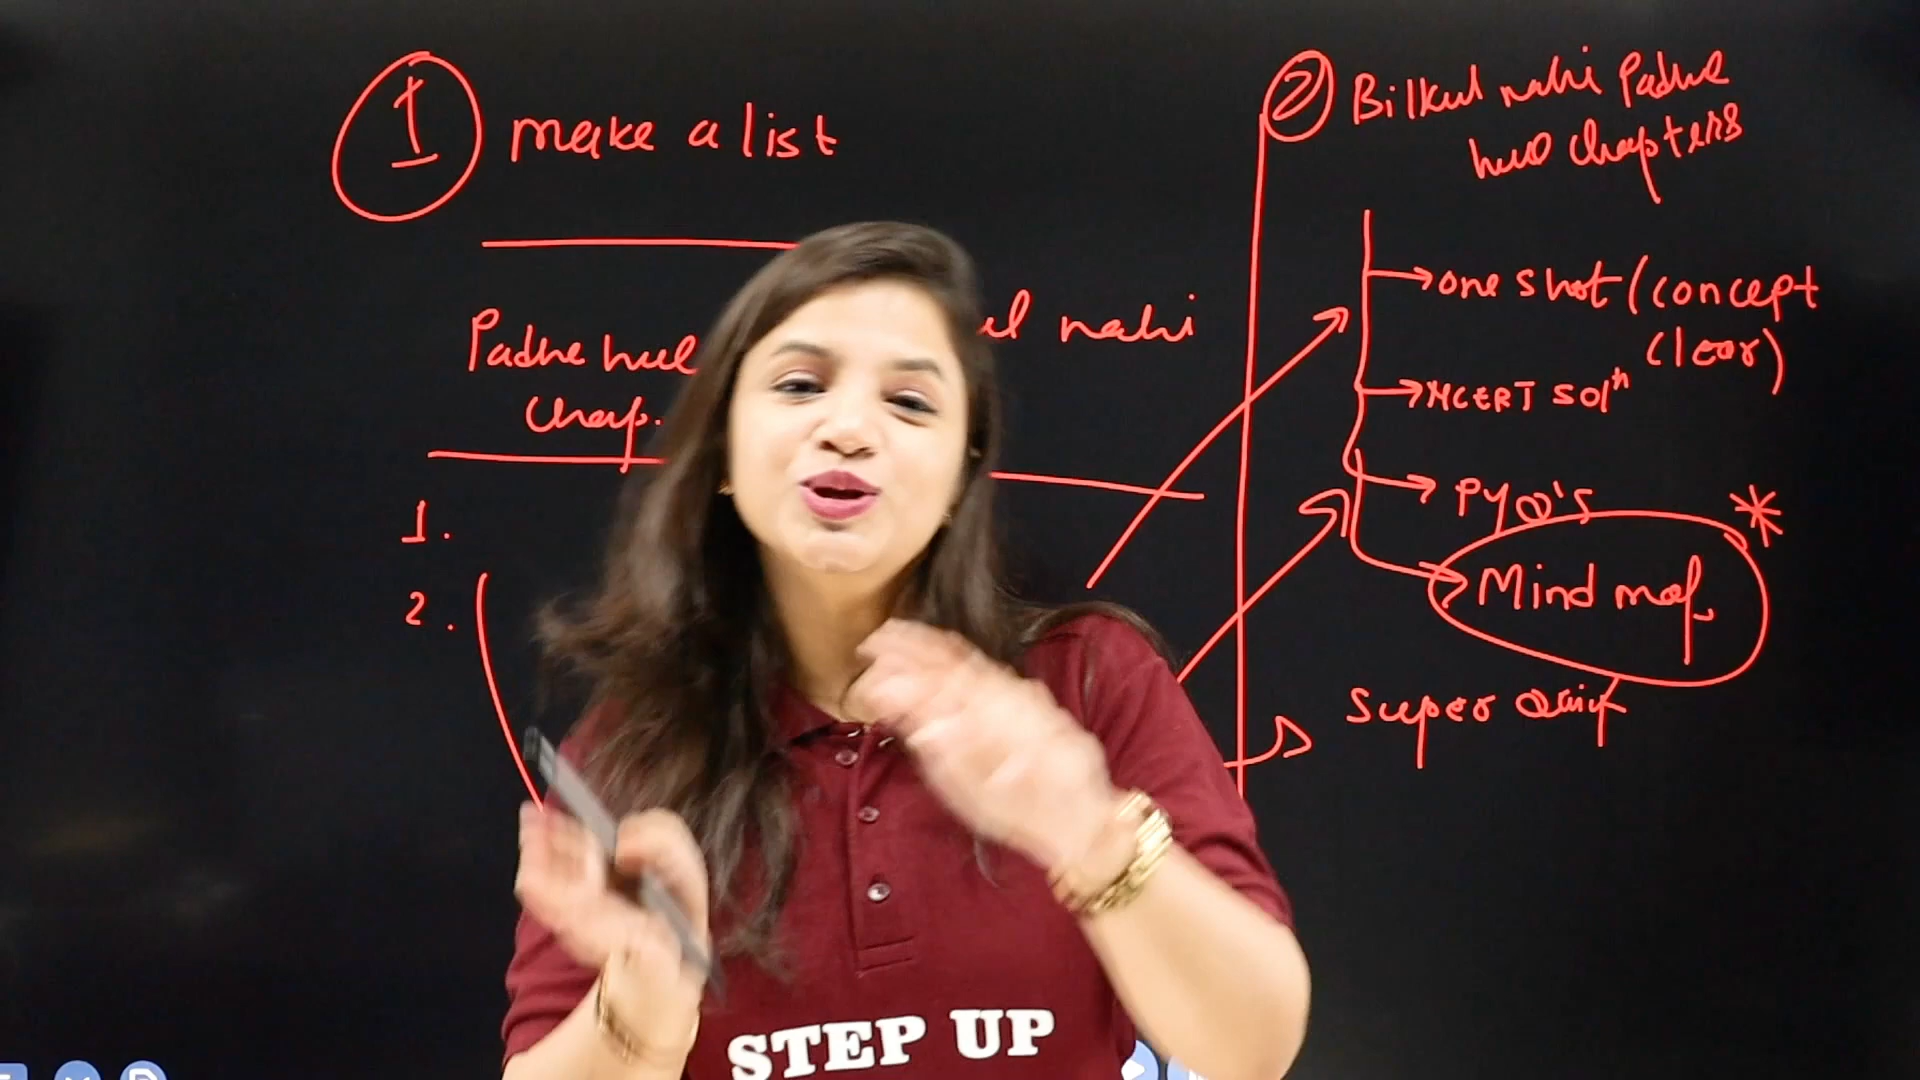 1 make a list
Padhe hue
chap.
nahi
1.
2.
2 Bilkul nahi Padhe
hue chapters
one shot (concept
clear)
NCERT solⁿ
PYQ's
Mind map
Super Quick
STEP UP